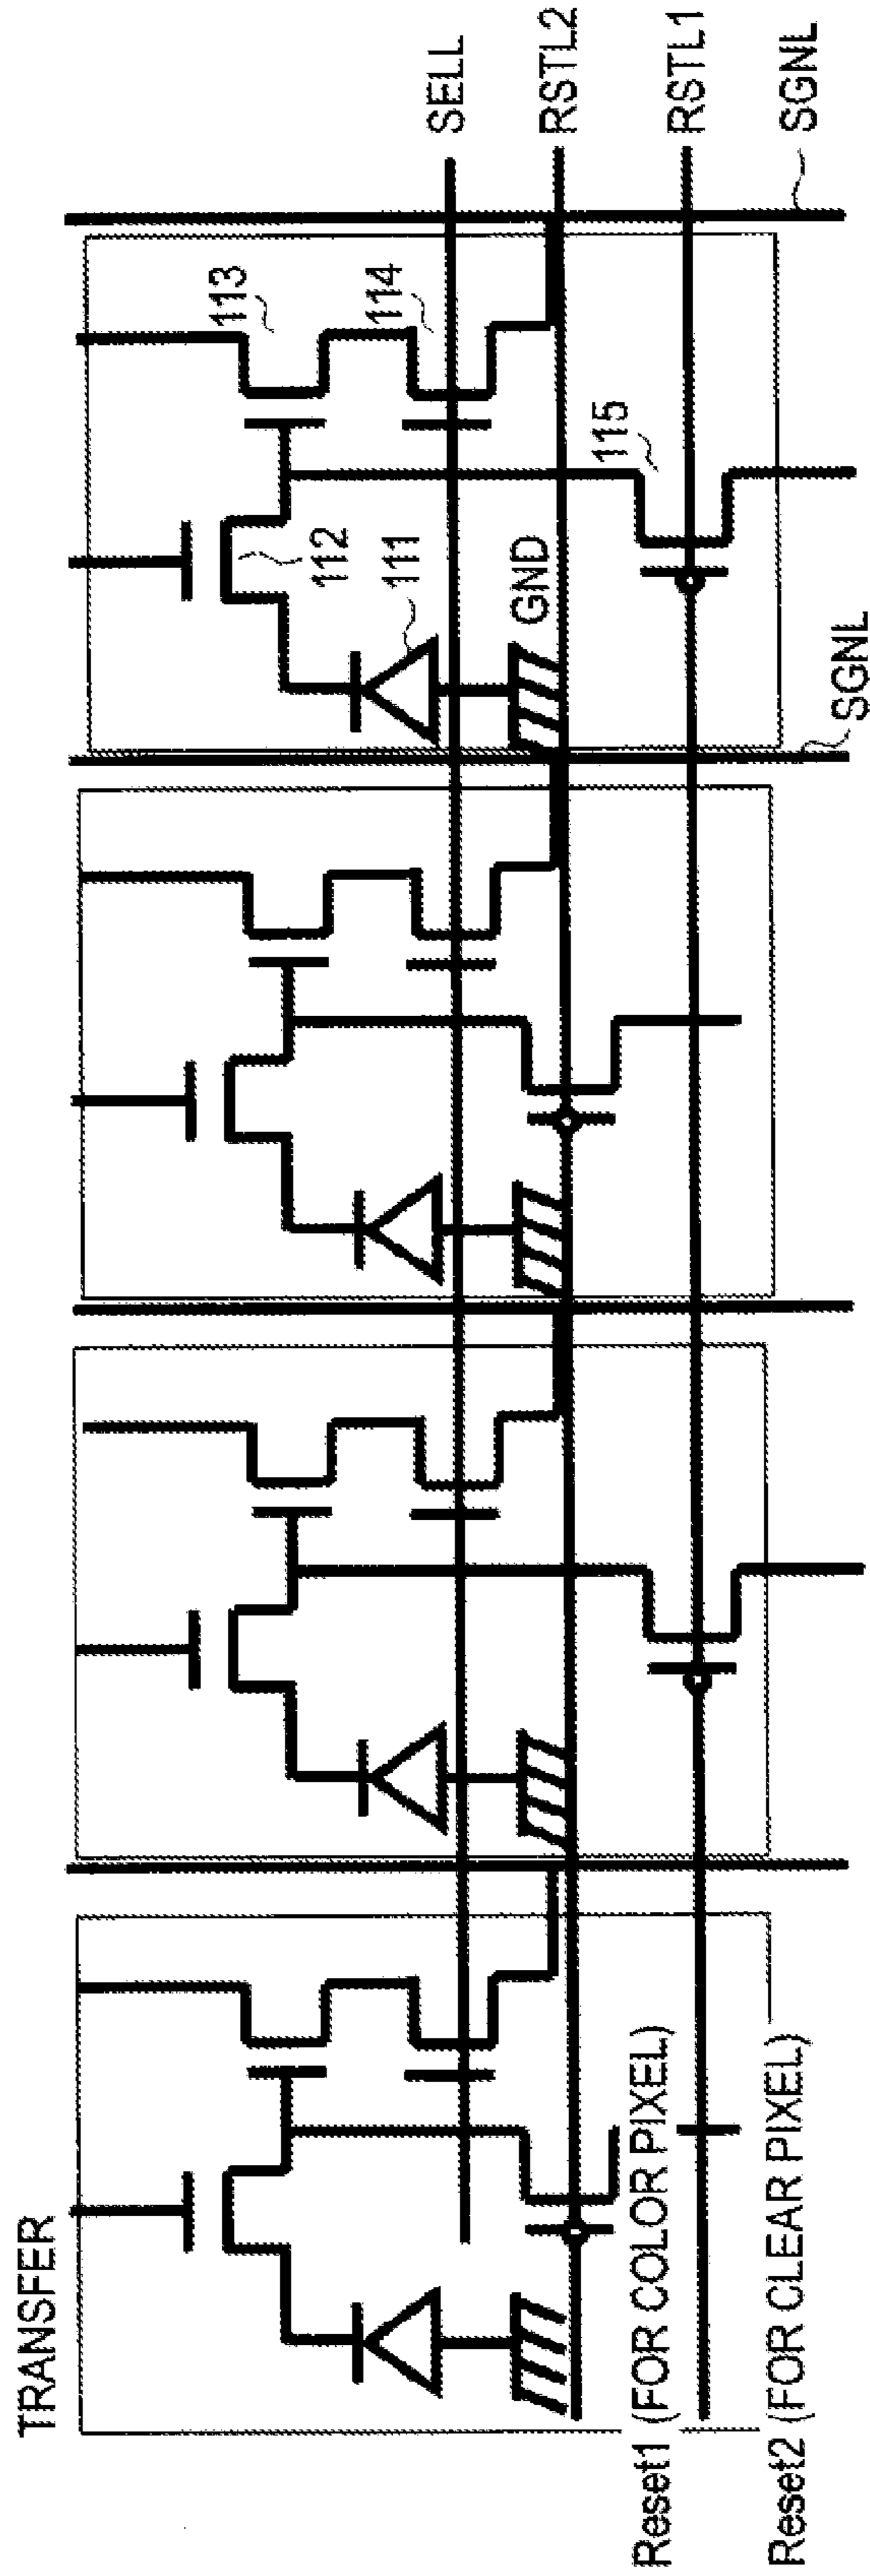 TRANSFER
113
112
114
SELL
111
GND
RSTL2
115
Reset1 (FOR COLOR PIXEL)
RSTL1
Reset2 (FOR CLEAR PIXEL)
SGNL
SGNL